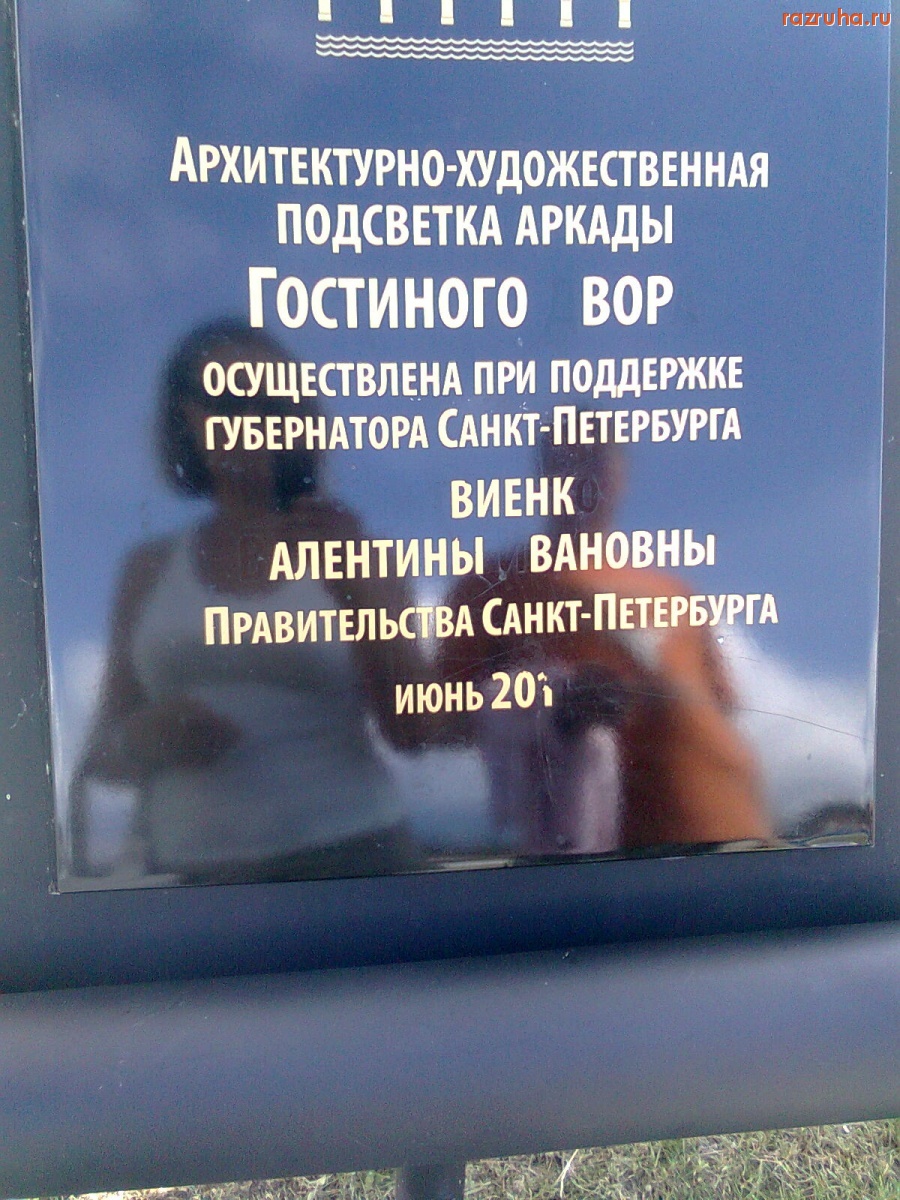 razruha.ru
Архитектурно-художественная
подсветка аркады
Гостиного вор
осуществлена при поддержке
губернатора Санкт-Петербурга
виенк
алентины вановны
Правительства Санкт-Петербурга
июнь 201